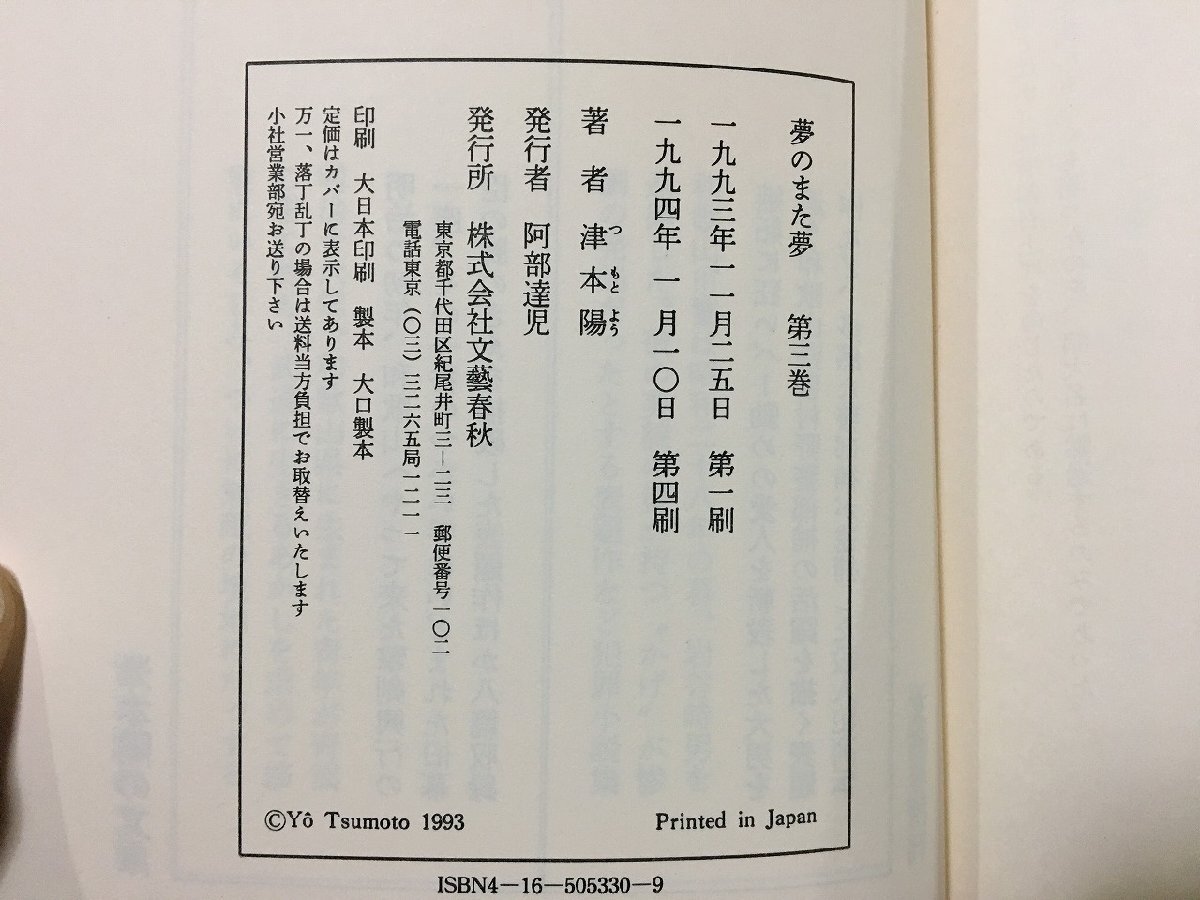 夢のまた夢　第三巻
一九九三年一一月二五日　第一刷
一九九四年　一　月一〇日　第四刷
著　者　津本陽
つ　もと　よう
発行者　阿部達児
発行所　株式会社文藝春秋
東京都千代田区紀尾井町三―二三　郵便番号一〇二
電話東京（〇三）三二六五局一二一一
印刷　大日本印刷　製本　大口製本
定価はカバーに表示してあります
万一、落丁乱丁の場合は送料当方負担でお取替えいたします
小社営業部宛お送り下さい
©Yô Tsumoto 1993
Printed in Japan
ISBN4-16-505330-9